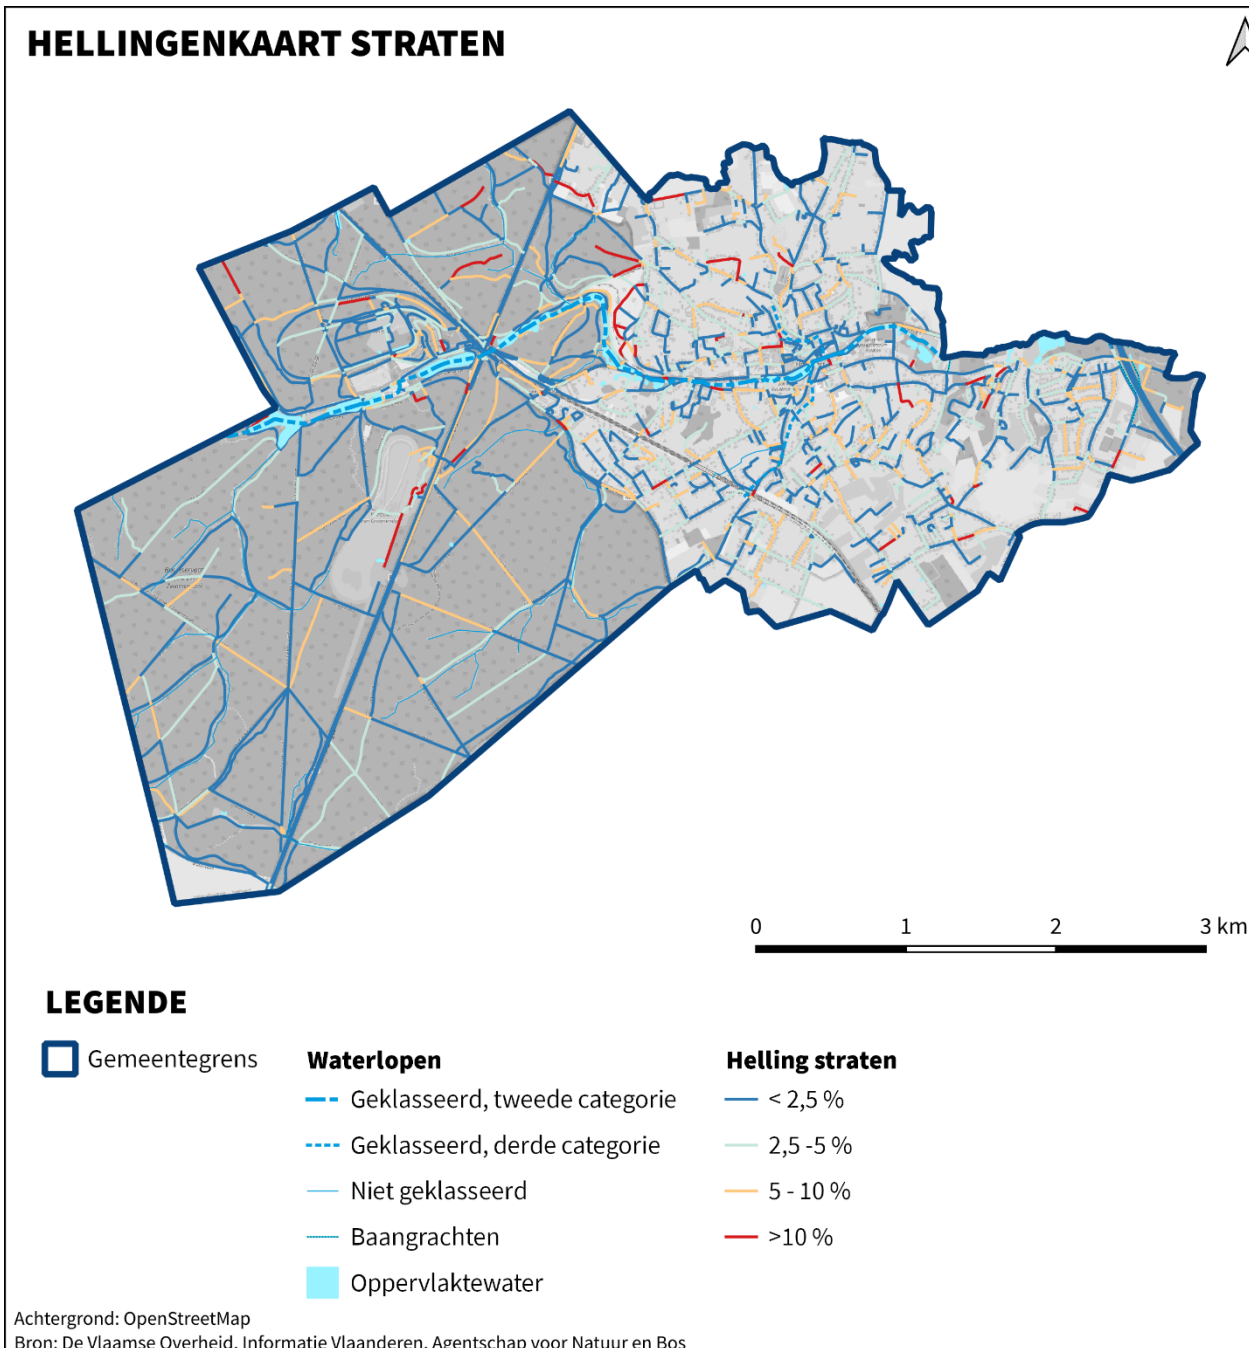 HELLINGENKAART STRATEN
0 1 2 3 km
LEGENDE
Gemeentegrens
Waterlopen
Geklasseerd, tweede categorie
Geklasseerd, derde categorie
Niet geklasseerd
Baangrachten
Oppervlaktewater
Helling straten
< 2,5 %
2,5 -5 %
5 - 10 %
>10 %
Achtergrond: OpenStreetMap
Bron: De Vlaamse Overheid, Informatie Vlaanderen, Agentschap voor Natuur en Bos